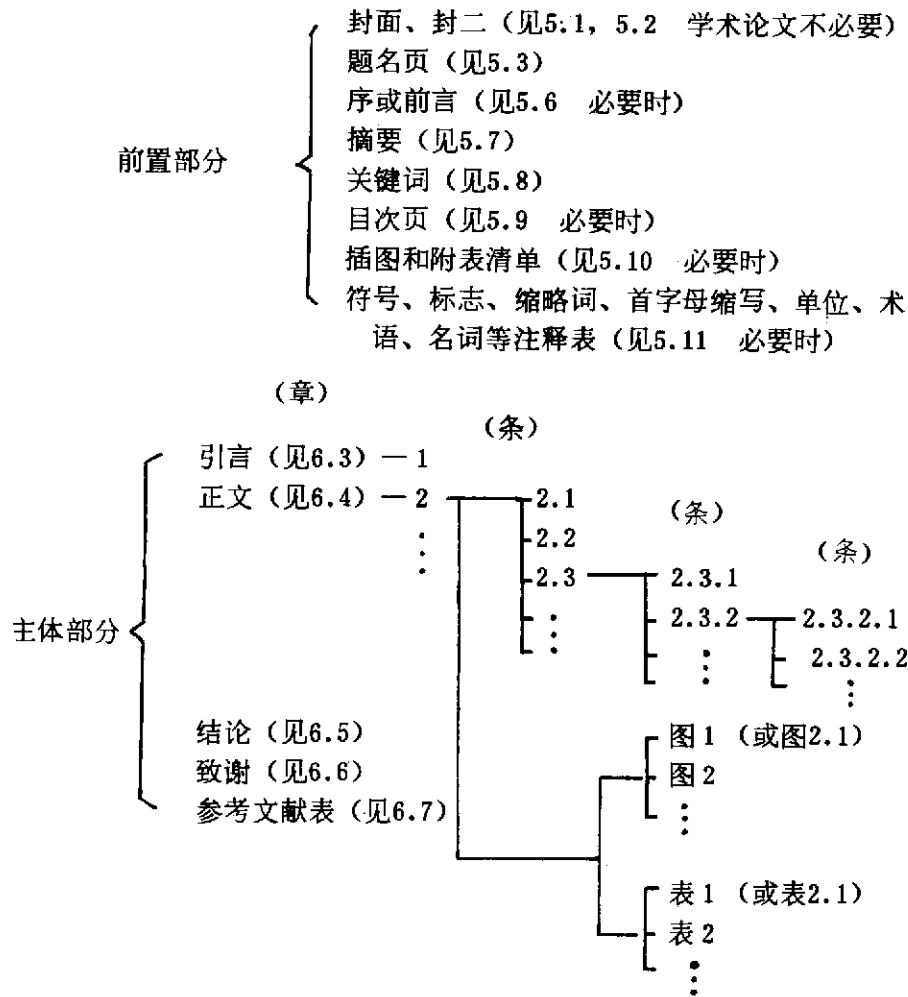 前置部分
封面、封二（见5.1，5.2 学术论文不必要）
题名页（见5.3）
序或前言（见5.6 必要时）
摘要（见5.7）
关键词（见5.8）
目次页（见5.9 必要时）
插图和附表清单（见5.10 必要时）
符号、标志、缩略词、首字母缩写、单位、术
语、名词等注释表（见5.11 必要时）
（章）
（条）
主体部分
引言（见6.3）— 1
正文（见6.4）— 2
2.1
2.2
2.3
（条）
2.3.1
2.3.2
（条）
2.3.2.1
2.3.2.2
结论（见6.5）
致谢（见6.6）
参考文献表（见6.7）
图1（或图2.1）
图2
表1（或表2.1）
表2